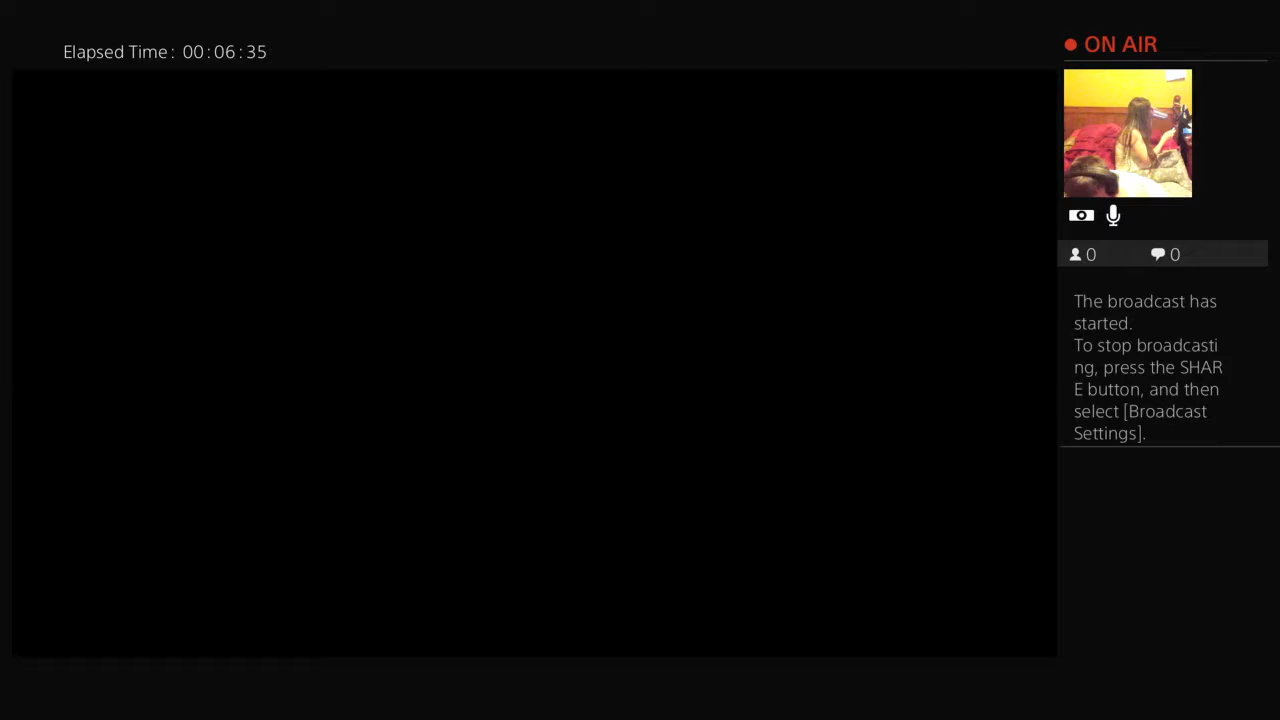 Elapsed Time: 00:06:35
ON AIR
0 0
The broadcast has
started.
To stop broadcasti
ng, press the SHAR
E button, and then
select [Broadcast
Settings].